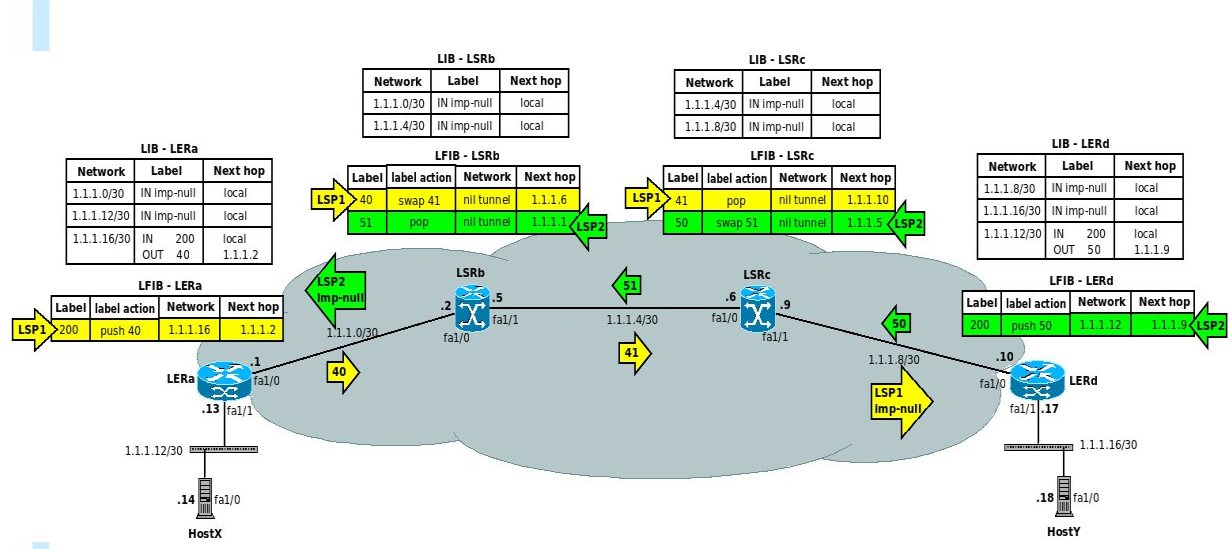 LIB - LSRb
Network Label Next hop
1.1.1.0/30 IN imp-null local
1.1.1.4/30 IN imp-null local
LIB - LSRc
Network Label Next hop
1.1.1.4/30 IN imp-null local
1.1.1.8/30 IN imp-null local
LIB - LERa
Network Label Next hop
1.1.1.0/30 IN imp-null local
1.1.1.12/30 IN imp-null local
1.1.1.16/30 IN 200 local
OUT 40 1.1.1.2
LIB - LERd
Network Label Next hop
1.1.1.8/30 IN imp-null local
1.1.1.16/30 IN imp-null local
1.1.1.12/30 IN 200 local
OUT 50 1.1.1.9
LFIB - LSRb
Label label action Network Next hop
LSP1 40 swap 41 nil tunnel 1.1.1.6
51 pop nil tunnel 1.1.1.1 LSP2
LFIB - LSRc
Label label action Network Next hop
LSP1 41 pop nil tunnel 1.1.1.10
50 swap 51 nil tunnel 1.1.1.5 LSP2
LFIB - LERa
Label label action Network Next hop
LSP1 200 push 40 1.1.1.16 1.1.1.2
LFIB - LERd
Label label action Network Next hop
200 push 50 1.1.1.12 1.1.1.9 LSP2
LSP2
imp-null
LSRb
.2 .5
fa1/1
fa1/0
1.1.1.0/30
51
1.1.1.4/30
41
LSRc
.6 .9
fa1/0
fa1/1
50
1.1.1.8/30
LSP1
imp-null
40
LERa
.1
fa1/0
.13 fa1/1
1.1.1.12/30
.14 fa1/0
HostX
.10
fa1/0
LERd
fa1/1 .17
1.1.1.16/30
.18 fa1/0
HostY